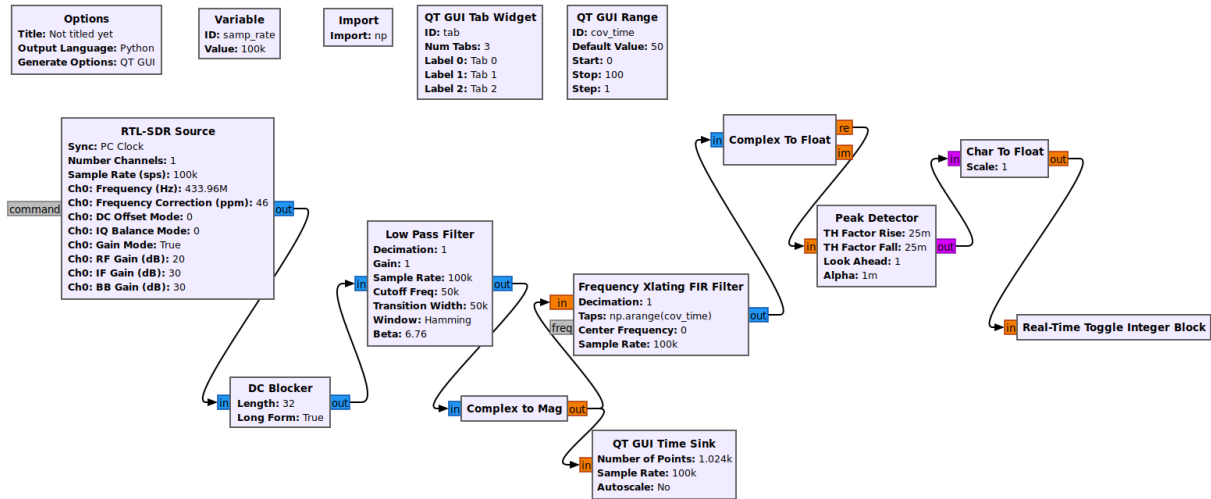 Options
Title: Not titled yet
Output Language: Python
Generate Options: QT GUI
Variable
ID: samp_rate
Value: 100k
Import
Import: np
QT GUI Tab Widget
ID: tab
Num Tabs: 3
Label 0: Tab 0
Label 1: Tab 1
Label 2: Tab 2
QT GUI Range
ID: cov_time
Default Value: 50
Start: 0
Stop: 100
Step: 1
RTL-SDR Source
Sync: PC Clock
Number Channels: 1
Sample Rate (sps): 100k
Ch0: Frequency (Hz): 433.96M
Ch0: Frequency Correction (ppm): 46
Ch0: DC Offset Mode: 0
Ch0: IQ Balance Mode: 0
Ch0: Gain Mode: True
Ch0: RF Gain (dB): 20
Ch0: IF Gain (dB): 30
Ch0: BB Gain (dB): 30
command
out
in
DC Blocker
Length: 32
Long Form: True
out
in
Low Pass Filter
Decimation: 1
Gain: 1
Sample Rate: 100k
Cutoff Freq: 50k
Transition Width: 50k
Window: Hamming
Beta: 6.76
out
in
Complex to Mag
out
in
QT GUI Time Sink
Number of Points: 1.024k
Sample Rate: 100k
Autoscale: No
in
freq
Frequency Xlating FIR Filter
Decimation: 1
Taps: np.arange(cov_time)
Center Frequency: 0
Sample Rate: 100k
out
in
Complex To Float
re
im
in
Peak Detector
TH Factor Rise: 25m
TH Factor Fall: 25m
Look Ahead: 1
Alpha: 1m
out
in
Char To Float
Scale: 1
out
in
Real-Time Toggle Integer Block